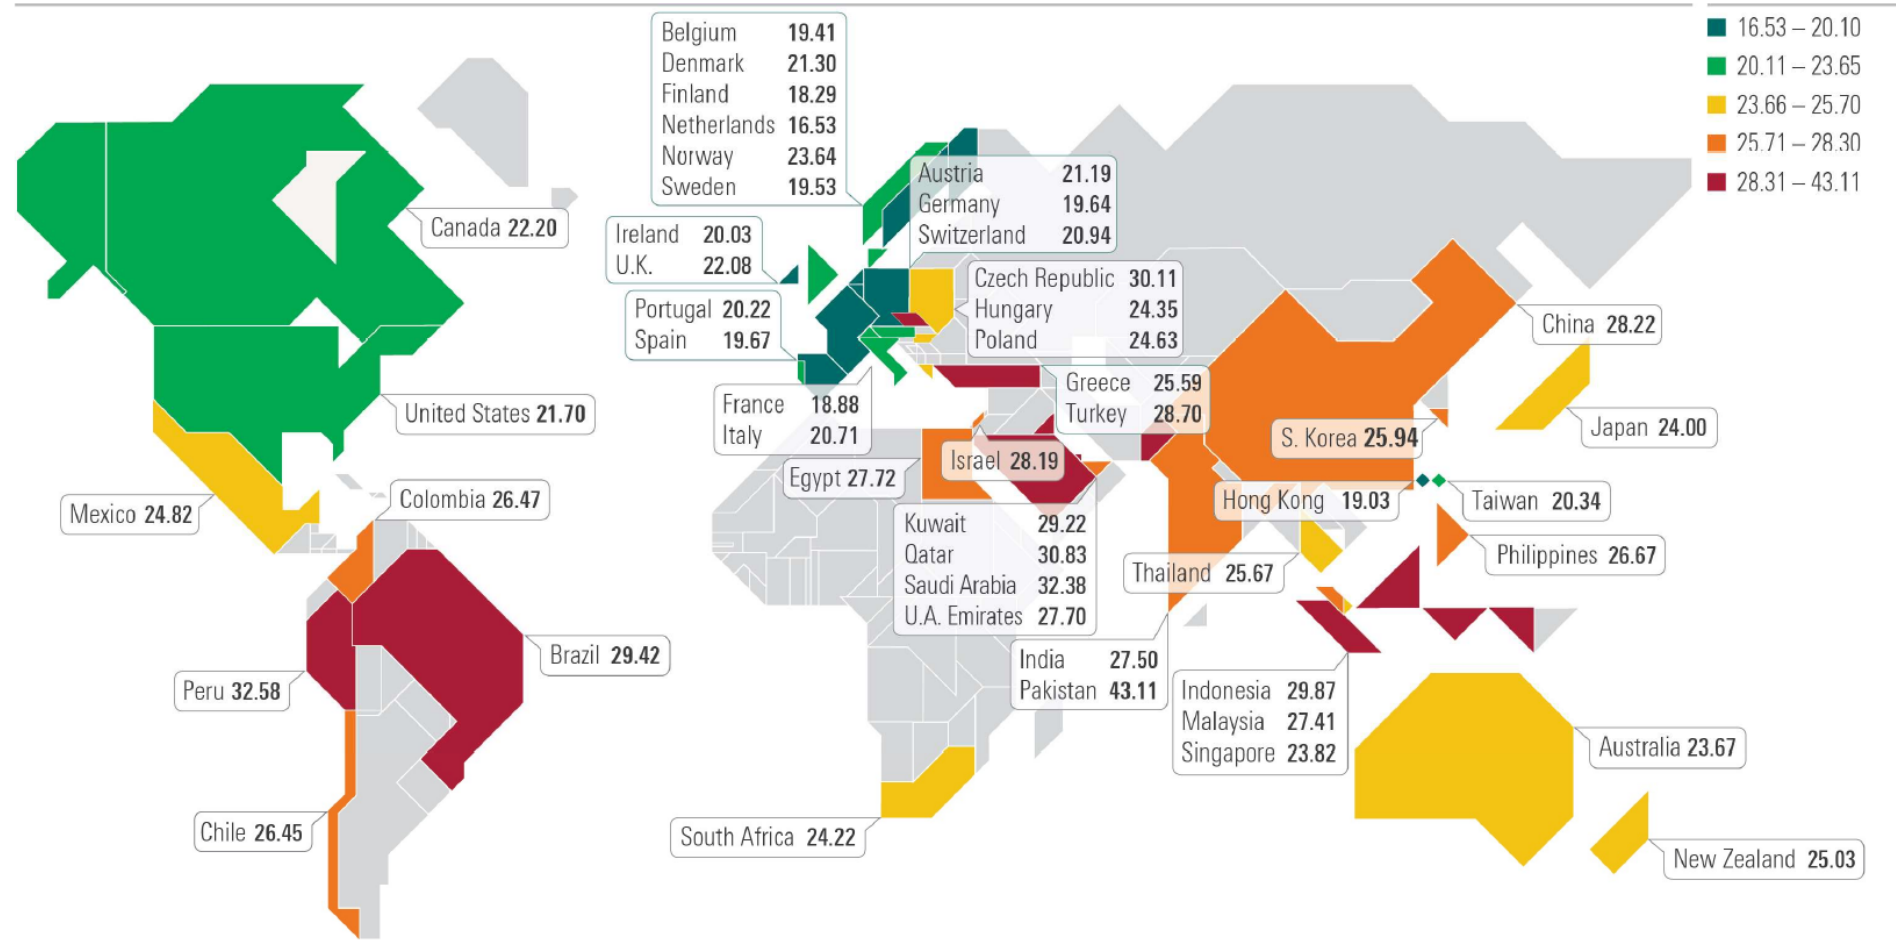 16.53 – 20.10
20.11 – 23.65
23.66 – 25.70
25.71 – 28.30
28.31 – 43.11
Belgium 19.41
Denmark 21.30
Finland 18.29
Netherlands 16.53
Norway 23.64
Sweden 19.53
Austria 21.19
Germany 19.64
Switzerland 20.94
Canada 22.20
Ireland 20.03
U.K. 22.08
Czech Republic 30.11
Hungary 24.35
Poland 24.63
Portugal 20.22
Spain 19.67
China 28.22
Greece 25.59
Turkey 28.70
France 18.88
Italy 20.71
United States 21.70
S. Korea 25.94
Japan 24.00
Israel 28.19
Egypt 27.72
Mexico 24.82
Colombia 26.47
Hong Kong 19.03
Taiwan 20.34
Kuwait 29.22
Qatar 30.83
Saudi Arabia 32.38
U.A. Emirates 27.70
Philippines 26.67
Thailand 25.67
Brazil 29.42
India 27.50
Pakistan 43.11
Peru 32.58
Indonesia 29.87
Malaysia 27.41
Singapore 23.82
Australia 23.67
Chile 26.45
South Africa 24.22
New Zealand 25.03